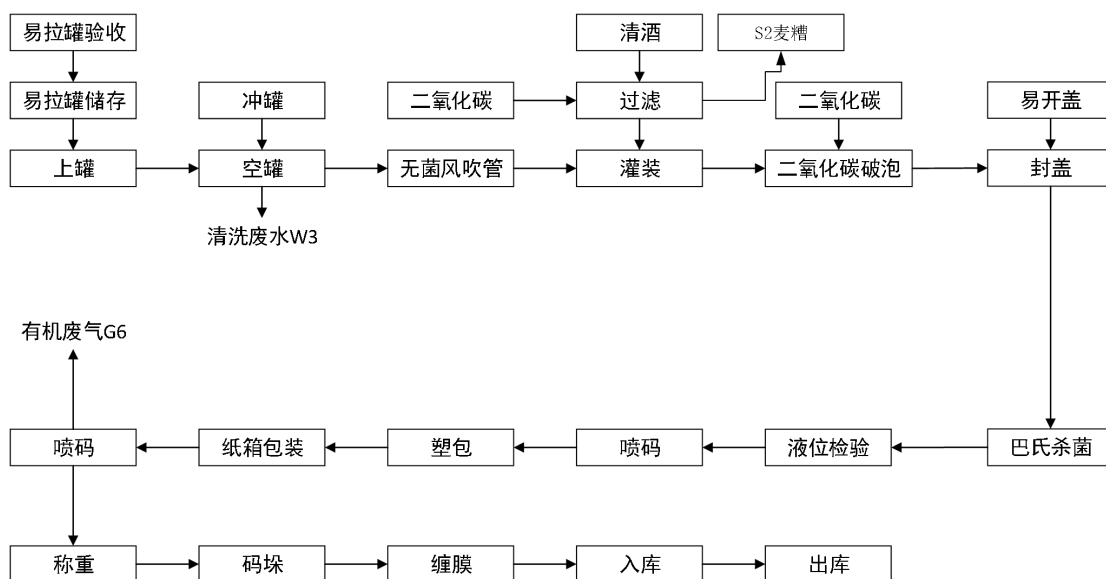 易拉罐验收
清酒
S2麦糟
易拉罐储存
冲罐
二氧化碳
过滤
二氧化碳
易开盖
上罐
空罐
无菌风吹管
灌装
二氧化碳破泡
封盖
清洗废水W3
有机废气G6
喷码
纸箱包装
塑包
喷码
液位检验
巴氏杀菌
称重
码垛
缠膜
入库
出库